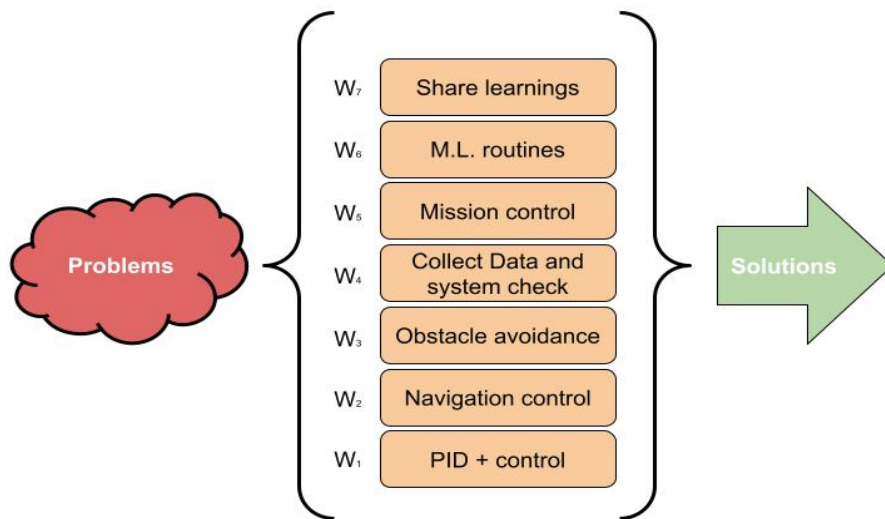 W₇ Share learnings
W₆ M.L. routines
W₅ Mission control
Problems
W₄ Collect Data and
system check
Solutions
W₃ Obstacle avoidance
W₂ Navigation control
W₁ PID + control